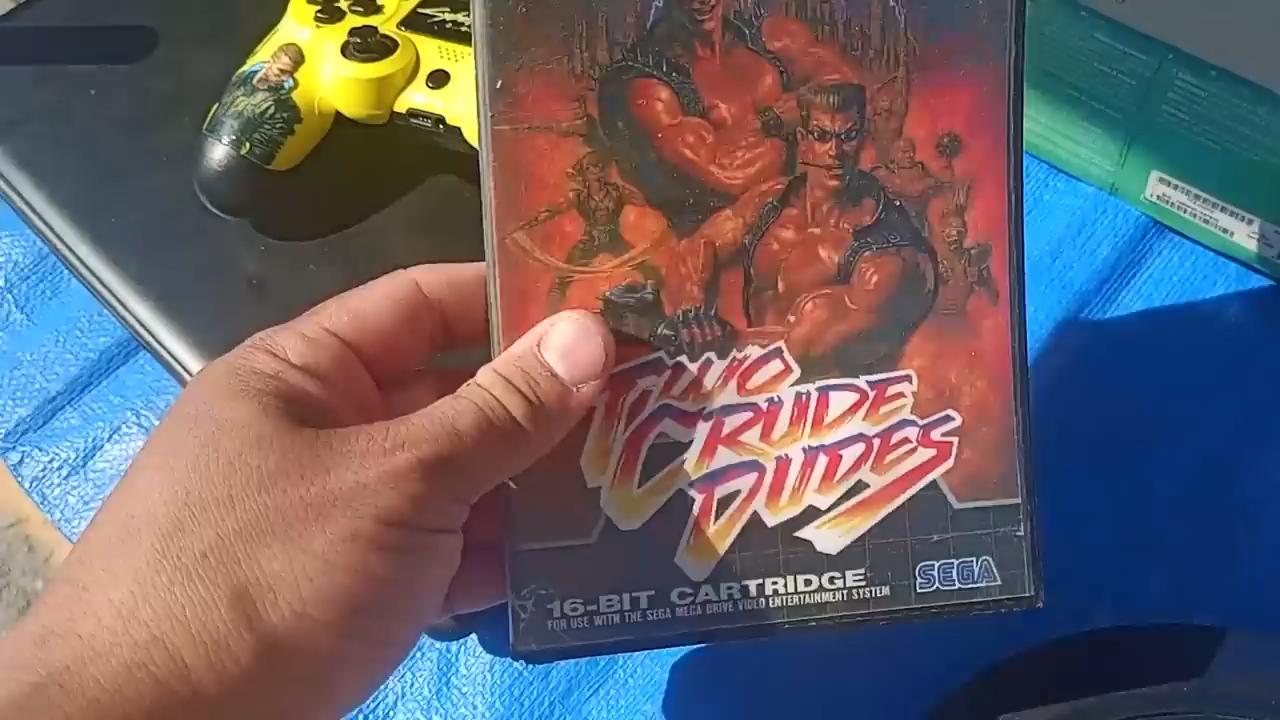 TWO
CRUDE
DUDES
SEGA
16-BIT CARTRIDGE
FOR USE WITH THE SEGA MEGA DRIVE VIDEO ENTERTAINMENT SYSTEM